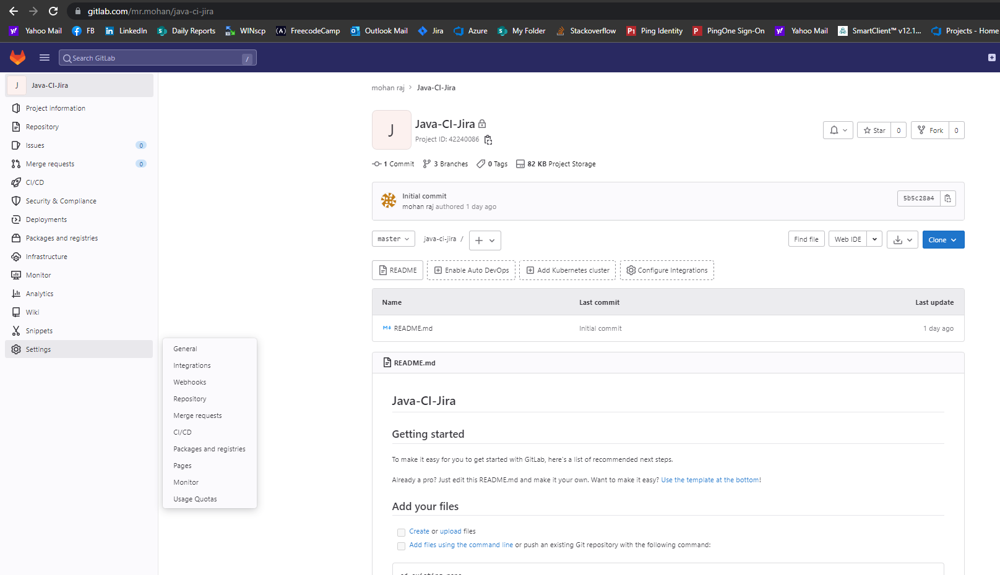 gitlab.com/mr.mohan/java-ci-jira
Yahoo Mail FB LinkedIn Daily Reports WINscp FreecodeCamp Outlook Mail Jira Azure My Folder Stackoverflow Ping Identity PingOne Sign-On Yahoo Mail SmartClient™ v12.1... Projects - Home
Search GitLab /
J Java-CI-Jira
Project information
Repository
Issues 0
Merge requests 0
CI/CD
Security & Compliance
Deployments
Packages and registries
Infrastructure
Monitor
Analytics
Wiki
Snippets
Settings
General
Integrations
Webhooks
Repository
Merge requests
CI/CD
Packages and registries
Pages
Monitor
Usage Quotas
mohan raj > Java-CI-Jira
J
Java-CI-Jira
Project ID: 42240086
Star 0 Fork 0
1 Commit 3 Branches 0 Tags 82 KB Project Storage
Initial commit
mohan raj authored 1 day ago
5b5c28a4
master java-ci-jira / +
Find file Web IDE Clone
README Enable Auto DevOps Add Kubernetes cluster Configure Integrations
Name Last commit Last update
README.md Initial commit 1 day ago
README.md
Java-CI-Jira
Getting started
To make it easy for you to get started with GitLab, here's a list of recommended next steps.
Already a pro? Just edit this README.md and make it your own. Want to make it easy? Use the template at the bottom!
Add your files
Create or upload files
Add files using the command line or push an existing Git repository with the following command:
cd existing_repo